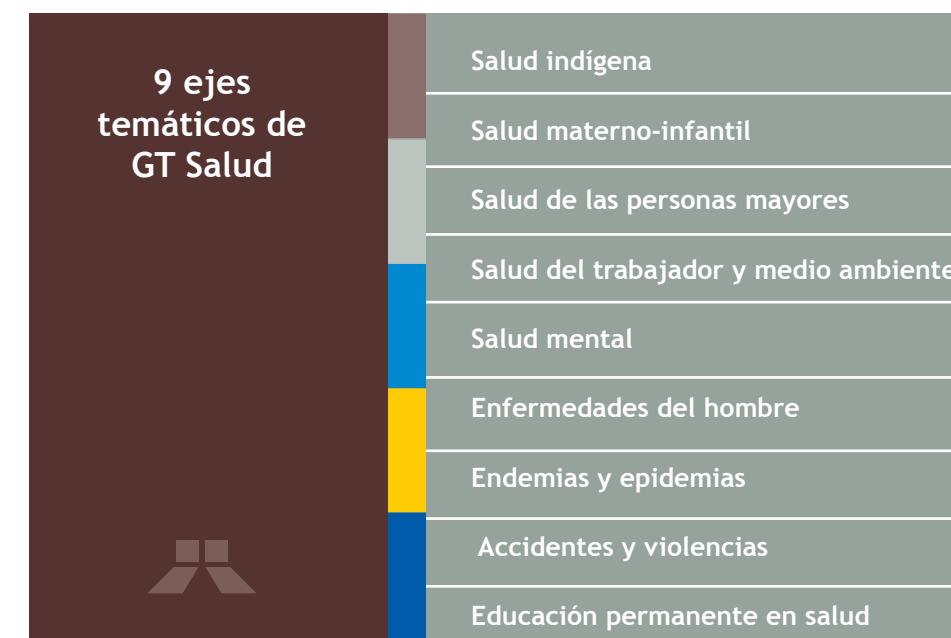 9 ejes
temáticos de
GT Salud
Salud indígena
Salud materno-infantil
Salud de las personas mayores
Salud del trabajador y medio ambiente
Salud mental
Enfermedades del hombre
Endemias y epidemias
Accidentes y violencias
Educación permanente en salud